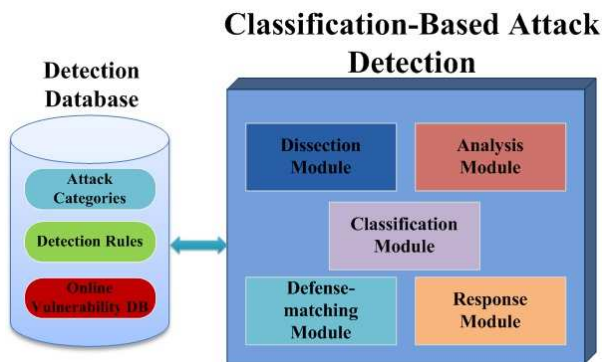 Classification-Based Attack
Detection
Detection
Database
Attack
Categories
Detection Rules
Online
Vulnerability DB
Dissection
Module
Analysis
Module
Classification
Module
Defense-
matching
Module
Response
Module